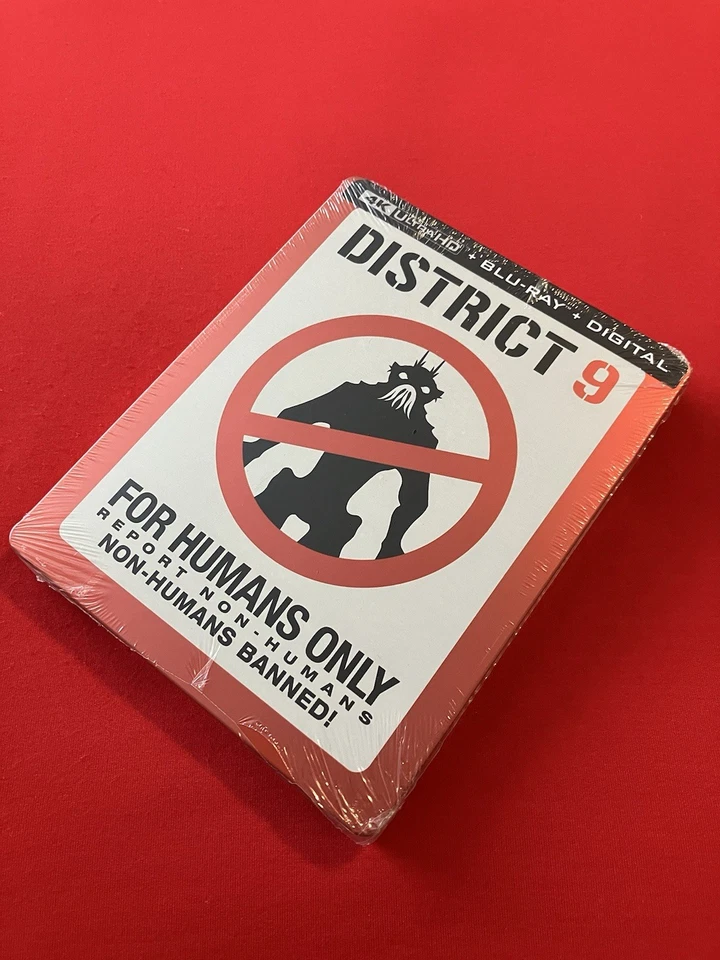 4K ULTRA HD + BLU-RAY + DIGITAL
DISTRICT 9
FOR HUMANS ONLY
REPORT NON-HUMANS
NON-HUMANS BANNED!